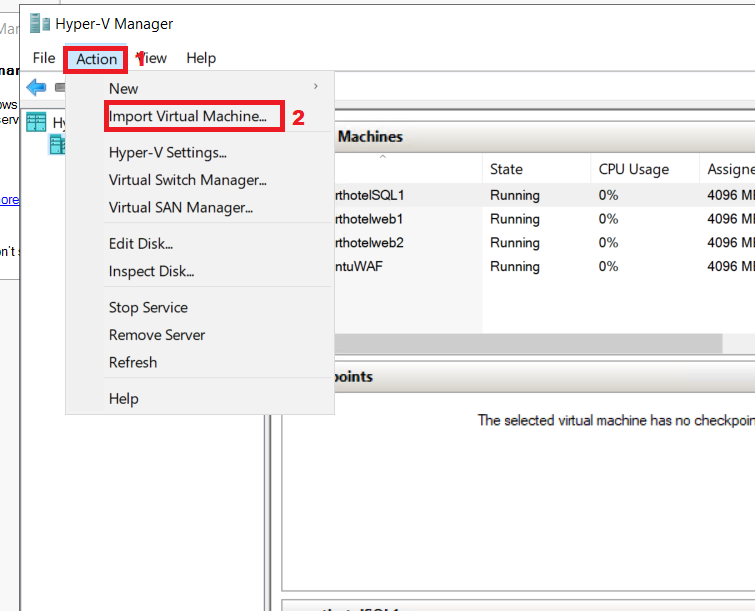 Hyper-V Manager
File Action 1 View Help
New
Import Virtual Machine... 2
Hyper-V Settings...
Virtual Switch Manager...
Virtual SAN Manager...
Edit Disk...
Inspect Disk...
Stop Service
Remove Server
Refresh
Help
Machines
State CPU Usage Assigne
rthotelSQL1 Running 0% 4096 M
rthotelweb1 Running 0% 4096 M
rthotelweb2 Running 0% 4096 M
ntuWAF Running 0% 4096 M
points
The selected virtual machine has no checkpoin